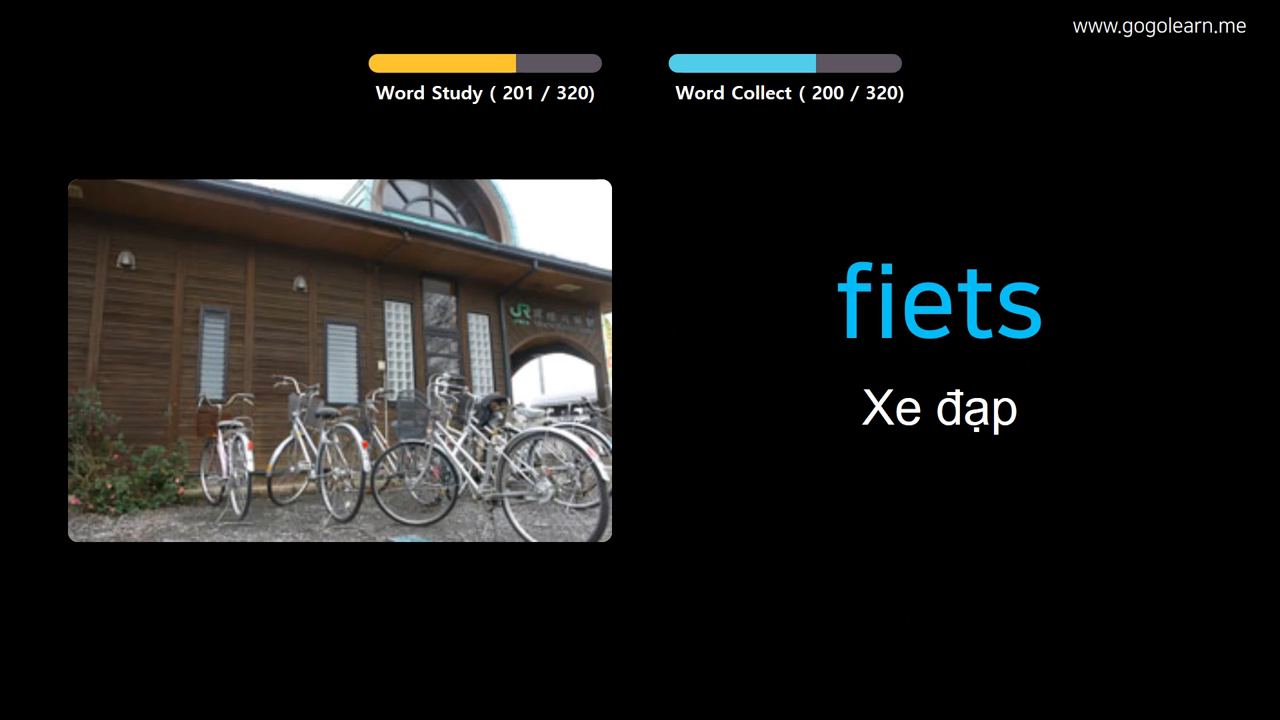 www.gogolearn.me
Word Study ( 201 / 320)
Word Collect ( 200 / 320)
JR
fiets
Xe đạp